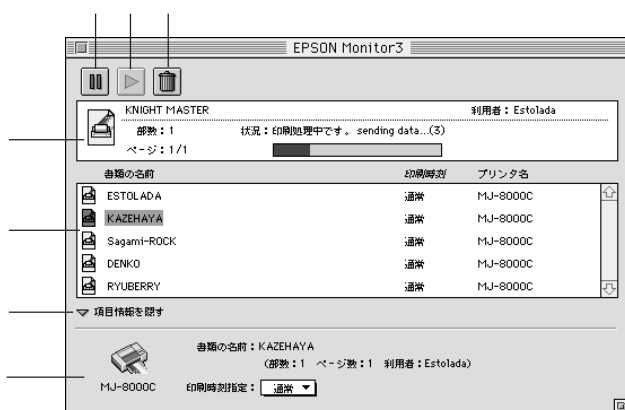 EPSON Monitor3
KNIGHT MASTER 利用者：Estolada
部数：1 状況：印刷処理中です。 sending data...(3)
ページ：1/1
書類の名前 印刷時刻 プリンタ名
ESTOLADA 通常 MJ-8000C
KAZEHAYA 通常 MJ-8000C
Sagami-ROCK 通常 MJ-8000C
DENKO 通常 MJ-8000C
RYUBERRY 通常 MJ-8000C
項目情報を隠す
書類の名前：KAZEHAYA
（部数：1 ページ数：1 利用者：Estolada）
MJ-8000C 印刷時刻指定： 通常